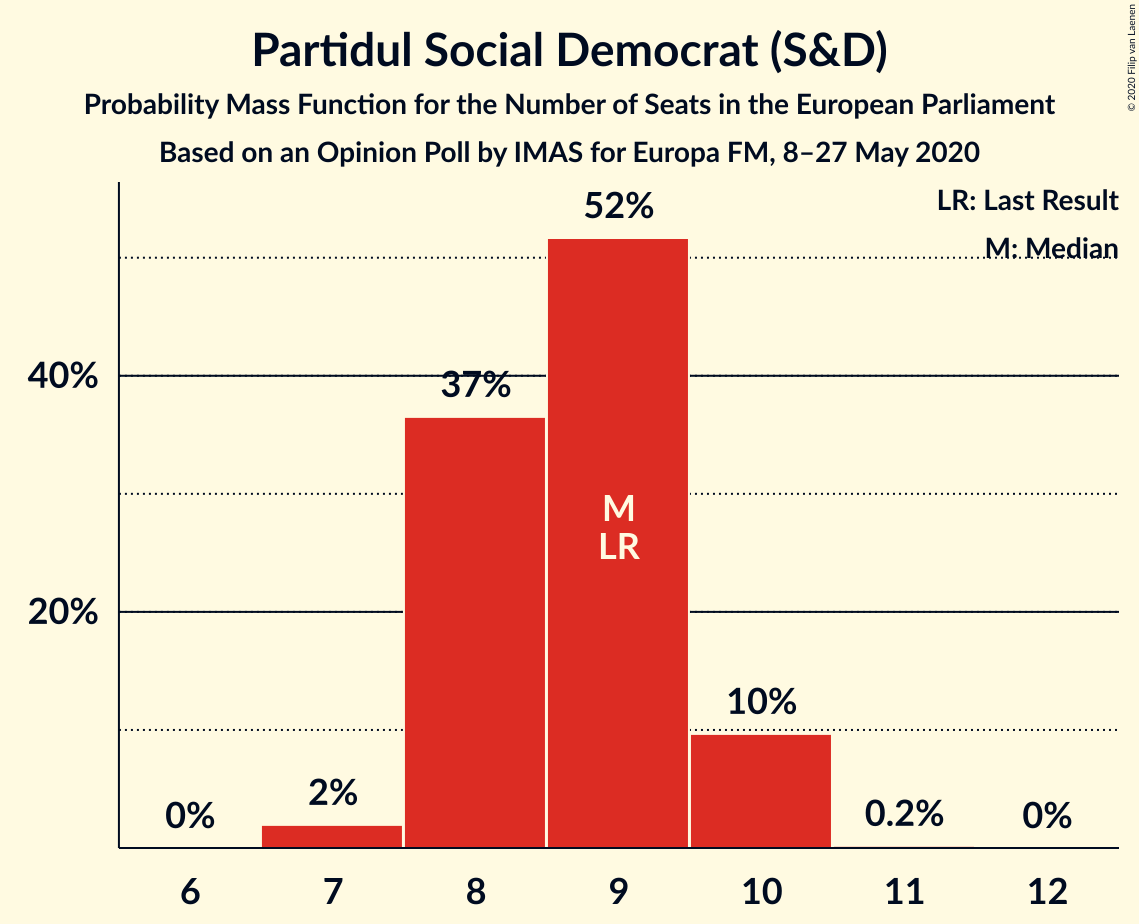 Partidul Social Democrat (S&D)
Probability Mass Function for the Number of Seats in the European Parliament
Based on an Opinion Poll by IMAS for Europa FM, 8–27 May 2020
© 2020 Filip van Laenen
LR: Last Result
M: Median
52%
40%
37%
M
LR
20%
10%
2%
0%
0.2%
0%
6 7 8 9 10 11 12